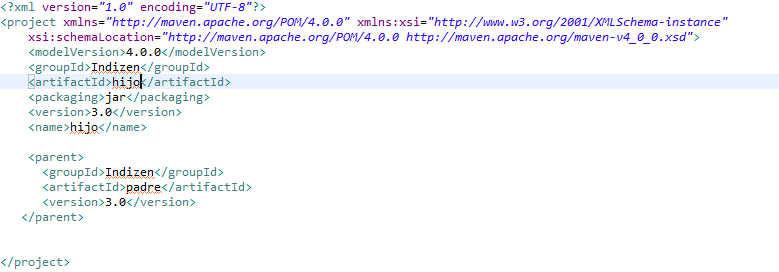 <?xml version="1.0" encoding="UTF-8"?>
<project xmlns="http://maven.apache.org/POM/4.0.0" xmlns:xsi="http://www.w3.org/2001/XMLSchema-instance"
xsi:schemaLocation="http://maven.apache.org/POM/4.0.0 http://maven.apache.org/maven-v4_0_0.xsd">
<modelVersion>4.0.0</modelVersion>
<groupId>Indizen</groupId>
<artifactId>hijo</artifactId>
<packaging>jar</packaging>
<version>3.0</version>
<name>hijo</name>
<parent>
<groupId>Indizen</groupId>
<artifactId>padre</artifactId>
<version>3.0</version>
</parent>
</project>